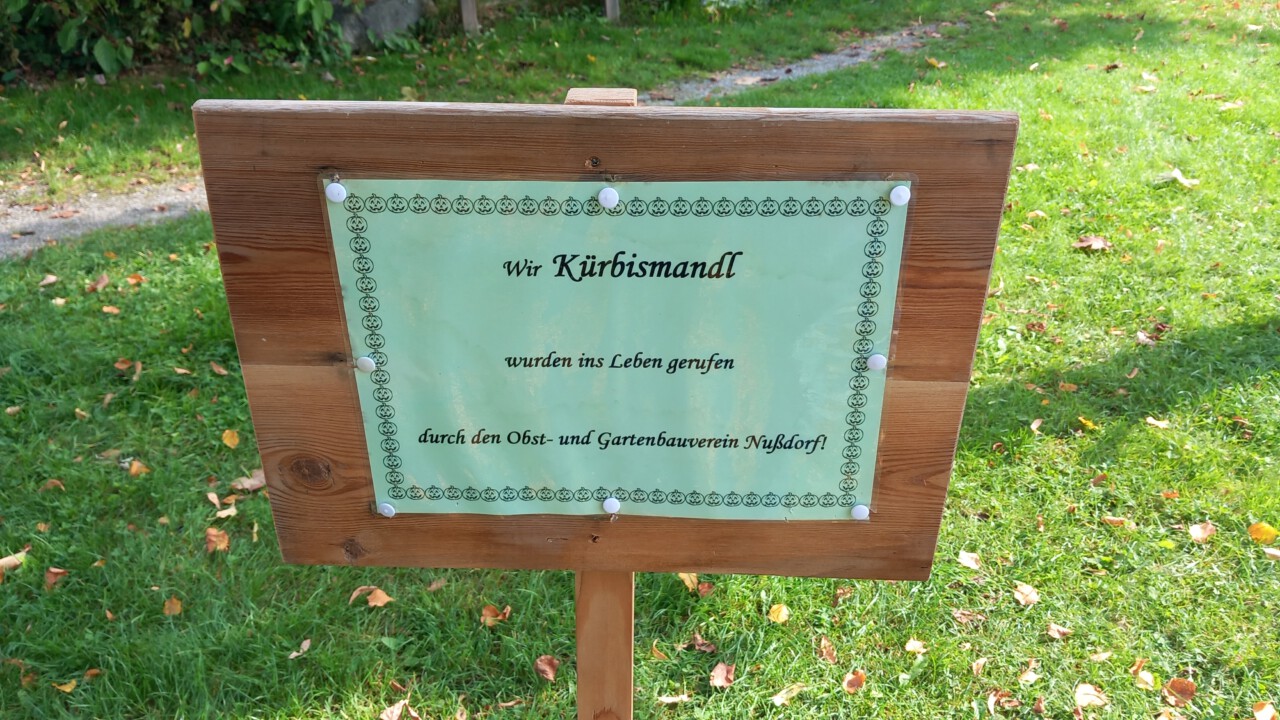 Wir Kürbismandl
wurden ins Leben gerufen
durch den Obst- und Gartenbauverein Nußdorf!